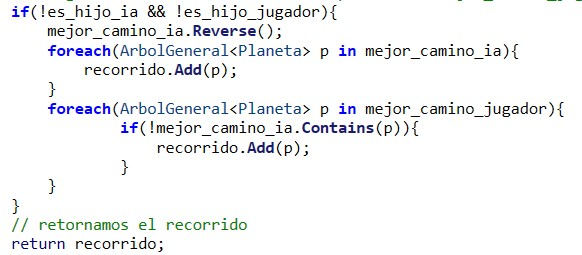 if(!es_hijo_ia && !es_hijo_jugador){
mejor_camino_ia.Reverse();
foreach(ArbolGeneral<Planeta> p in mejor_camino_ia){
recorrido.Add(p);
}
foreach(ArbolGeneral<Planeta> p in mejor_camino_jugador){
if(!mejor_camino_ia.Contains(p)){
recorrido.Add(p);
}
}
}
// retornamos el recorrido
return recorrido;